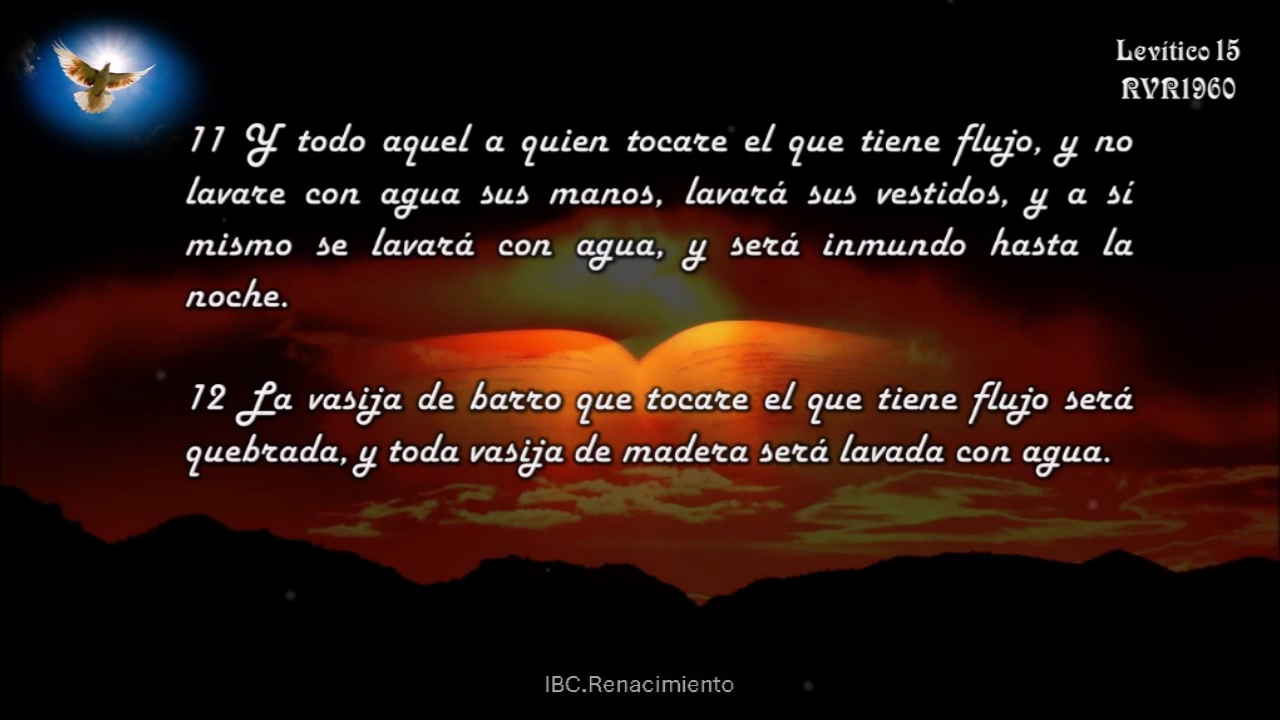 Levítico 15
RVR1960
11 Y todo aquel a quien tocare el que tiene flujo, y no
lavare con agua sus manos, lavará sus vestidos, y a sí
mismo se lavará con agua, y será inmundo hasta la
noche.
12 La vasija de barro que tocare el que tiene flujo será
quebrada, y toda vasija de madera será lavada con agua.
IBC.Renacimiento